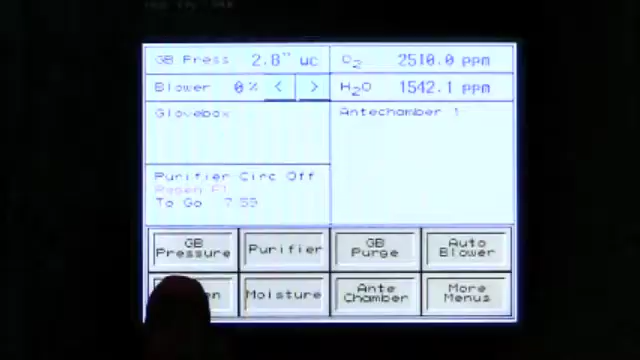 GB Press 2.8" WC O2 2510.0 ppm
Blower 0% < > H2O 1542.1 ppm
Glovebox Antechamber 1
Purifier Circ Off
Regen F1
To Go 7:59
GB Pressure Purifier GB Purge Auto Blower
Moisture Ante Chamber More Menus